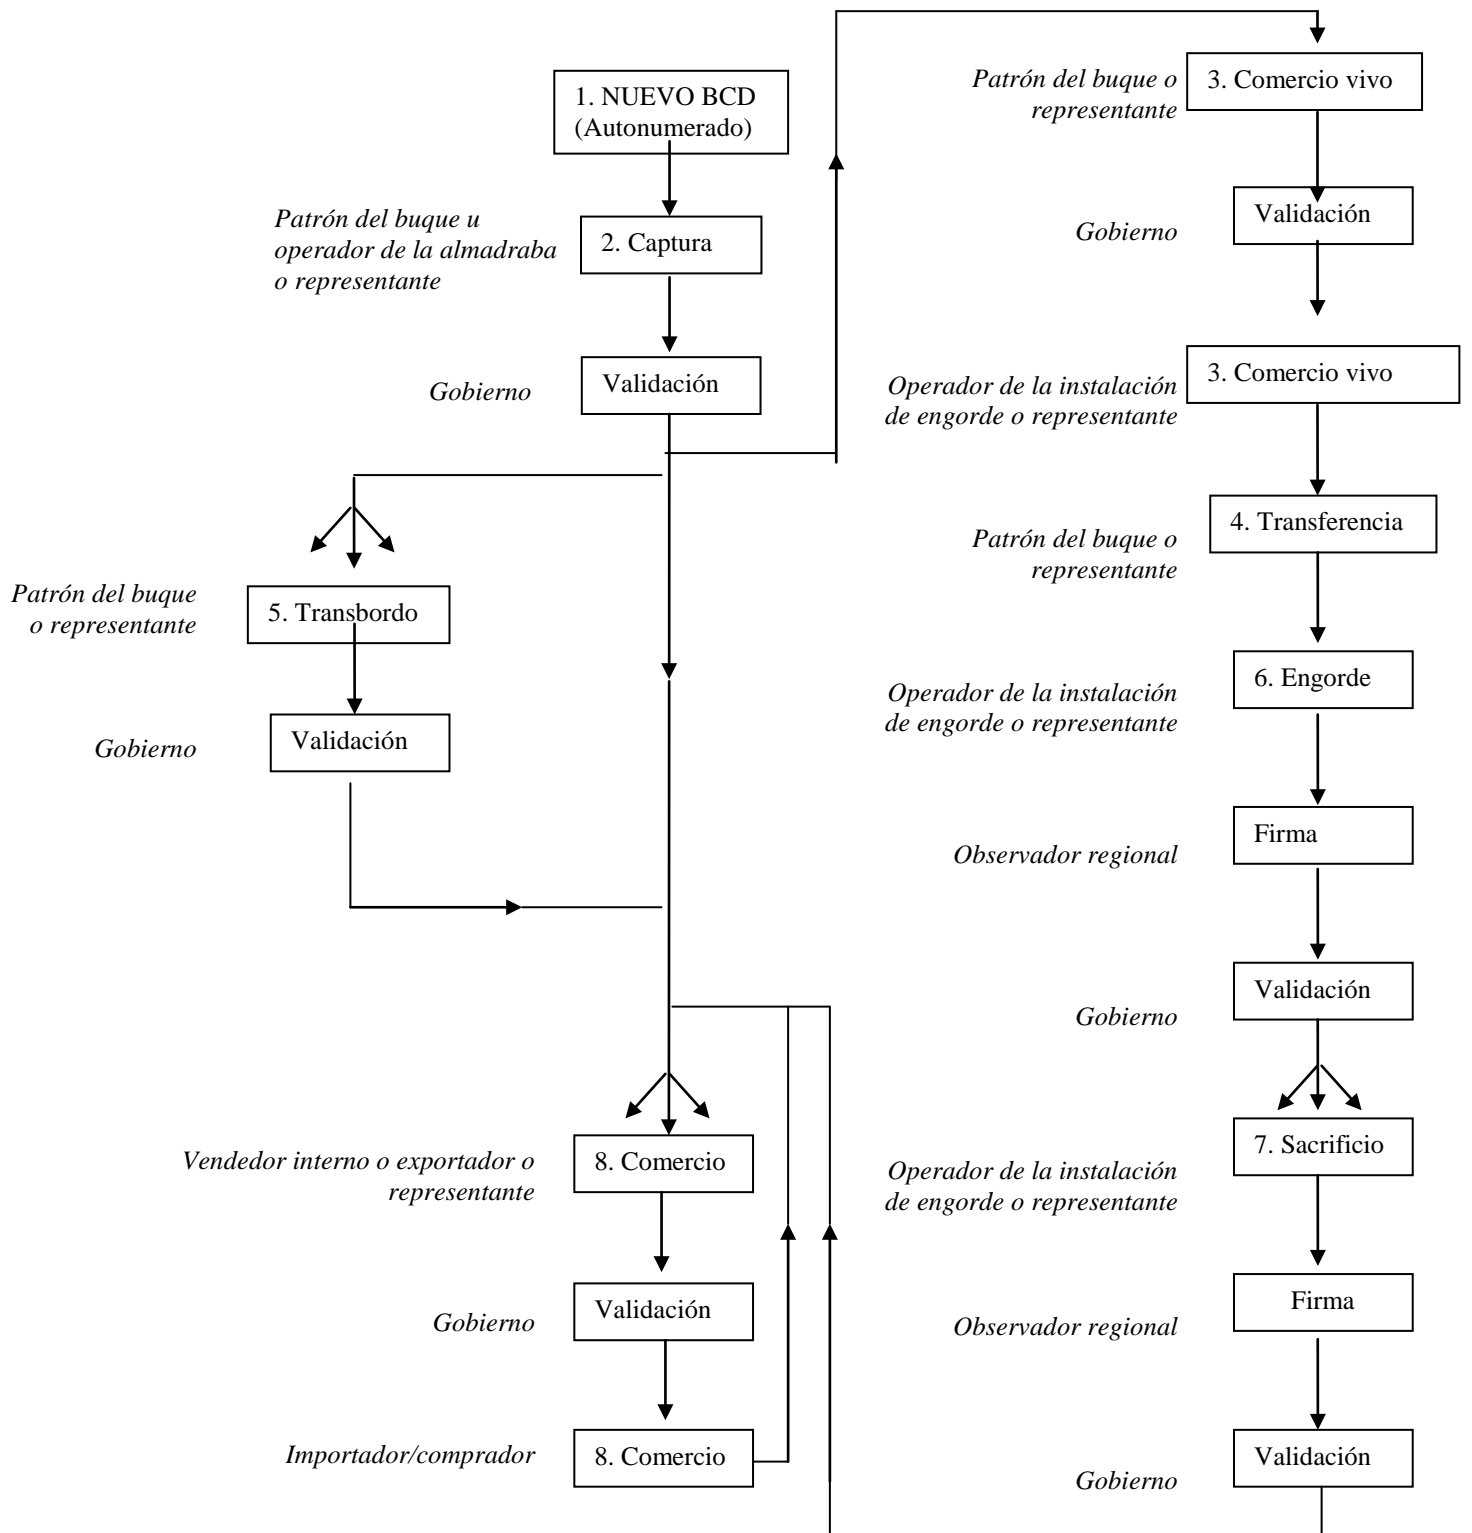 1. NUEVO BCD
(Autonumerado)
Patrón del buque u
operador de la almadraba
o representante
2. Captura
Gobierno
Validación
Patrón del buque
o representante
5. Transbordo
Gobierno
Validación
Vendedor interno o exportador o
representante
8. Comercio
Gobierno
Validación
Importador/comprador
8. Comercio
Patrón del buque o
representante
3. Comercio vivo
Gobierno
Validación
Operador de la instalación
de engorde o representante
3. Comercio vivo
Patrón del buque o
representante
4. Transferencia
Operador de la instalación
de engorde o representante
6. Engorde
Observador regional
Firma
Gobierno
Validación
Operador de la instalación
de engorde o representante
7. Sacrificio
Observador regional
Firma
Gobierno
Validación